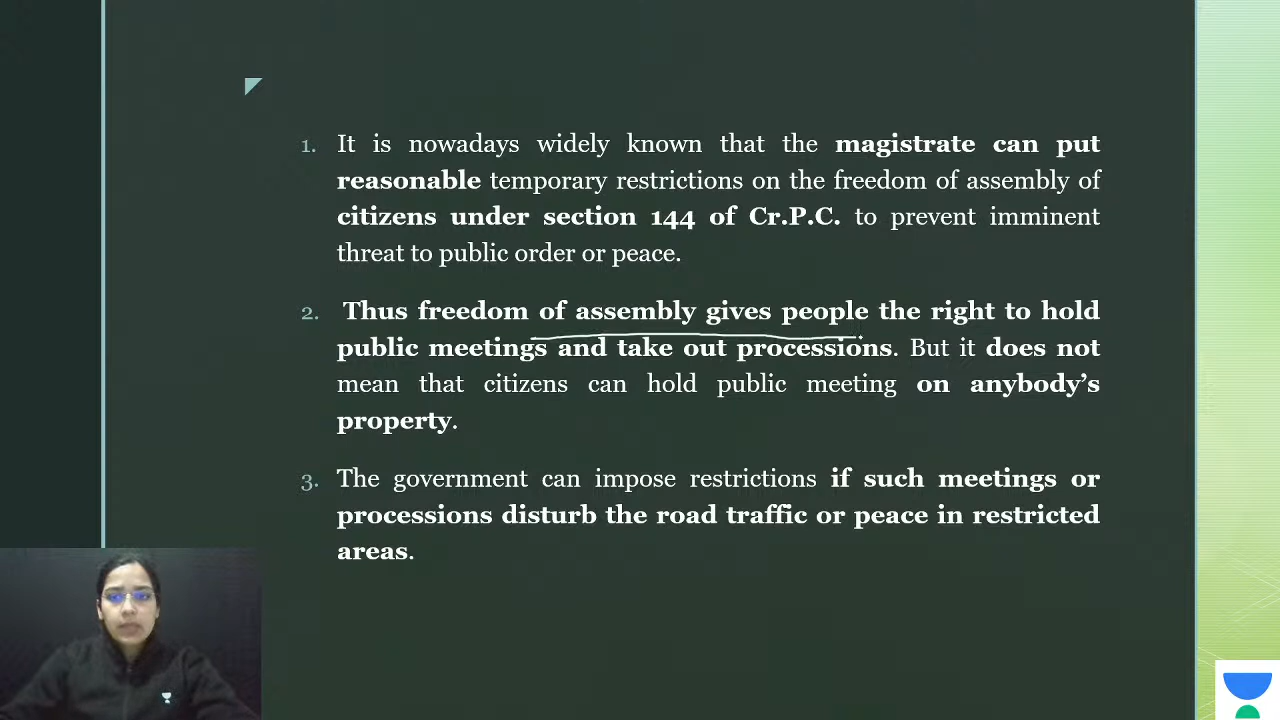 1. It is nowadays widely known that the magistrate can put
reasonable temporary restrictions on the freedom of assembly of
citizens under section 144 of Cr.P.C. to prevent imminent
threat to public order or peace.
2. Thus freedom of assembly gives people the right to hold
public meetings and take out processions. But it does not
mean that citizens can hold public meeting on anybody’s
property.
3. The government can impose restrictions if such meetings or
processions disturb the road traffic or peace in restricted
areas.